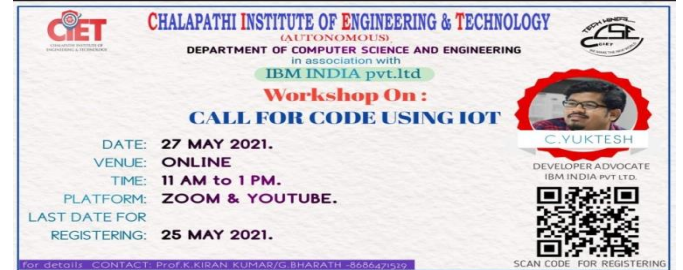 CIET
CHALAPATHI INSTITUTE OF ENGINEERING & TECHNOLOGY
(AUTONOMOUS)
DEPARTMENT OF COMPUTER SCIENCE AND ENGINEERING
in association with
IBM INDIA pvt.ltd
Workshop On :
CALL FOR CODE USING IOT
C.YUKTESH
DEVELOPER ADVOCATE
IBM INDIA PVT LTD.
DATE: 27 MAY 2021.
VENUE: ONLINE
TIME: 11 AM to 1 PM.
PLATFORM: ZOOM & YOUTUBE.
LAST DATE FOR
REGISTERING: 25 MAY 2021.
for details CONTACT: Prof.K.KIRAN KUMAR/G.BHARATH -8686471519
SCAN CODE FOR REGISTERING